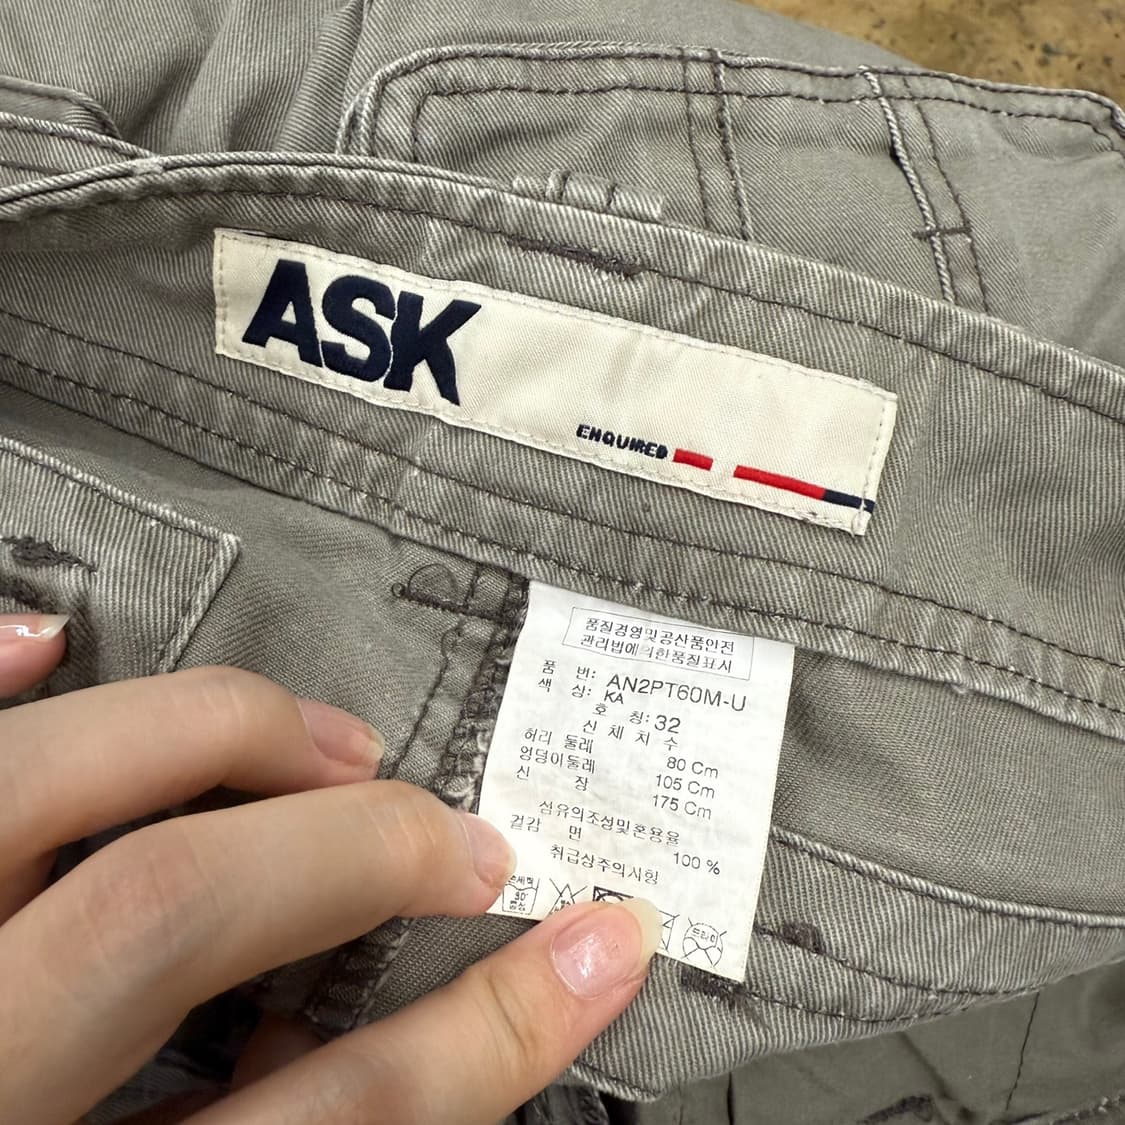 ASK
ENQUIRED
품질경영및공산품안전
관리법에의한품질표시
품 번: AN2PT60M-U
색 상: KA
호 칭: 32
신 체 치 수
허리 둘레 80 Cm
엉덩이둘레 105 Cm
신 장 175 Cm
섬유의조성및혼용율
겉감 면 100 %
취급상주의사항
드라이